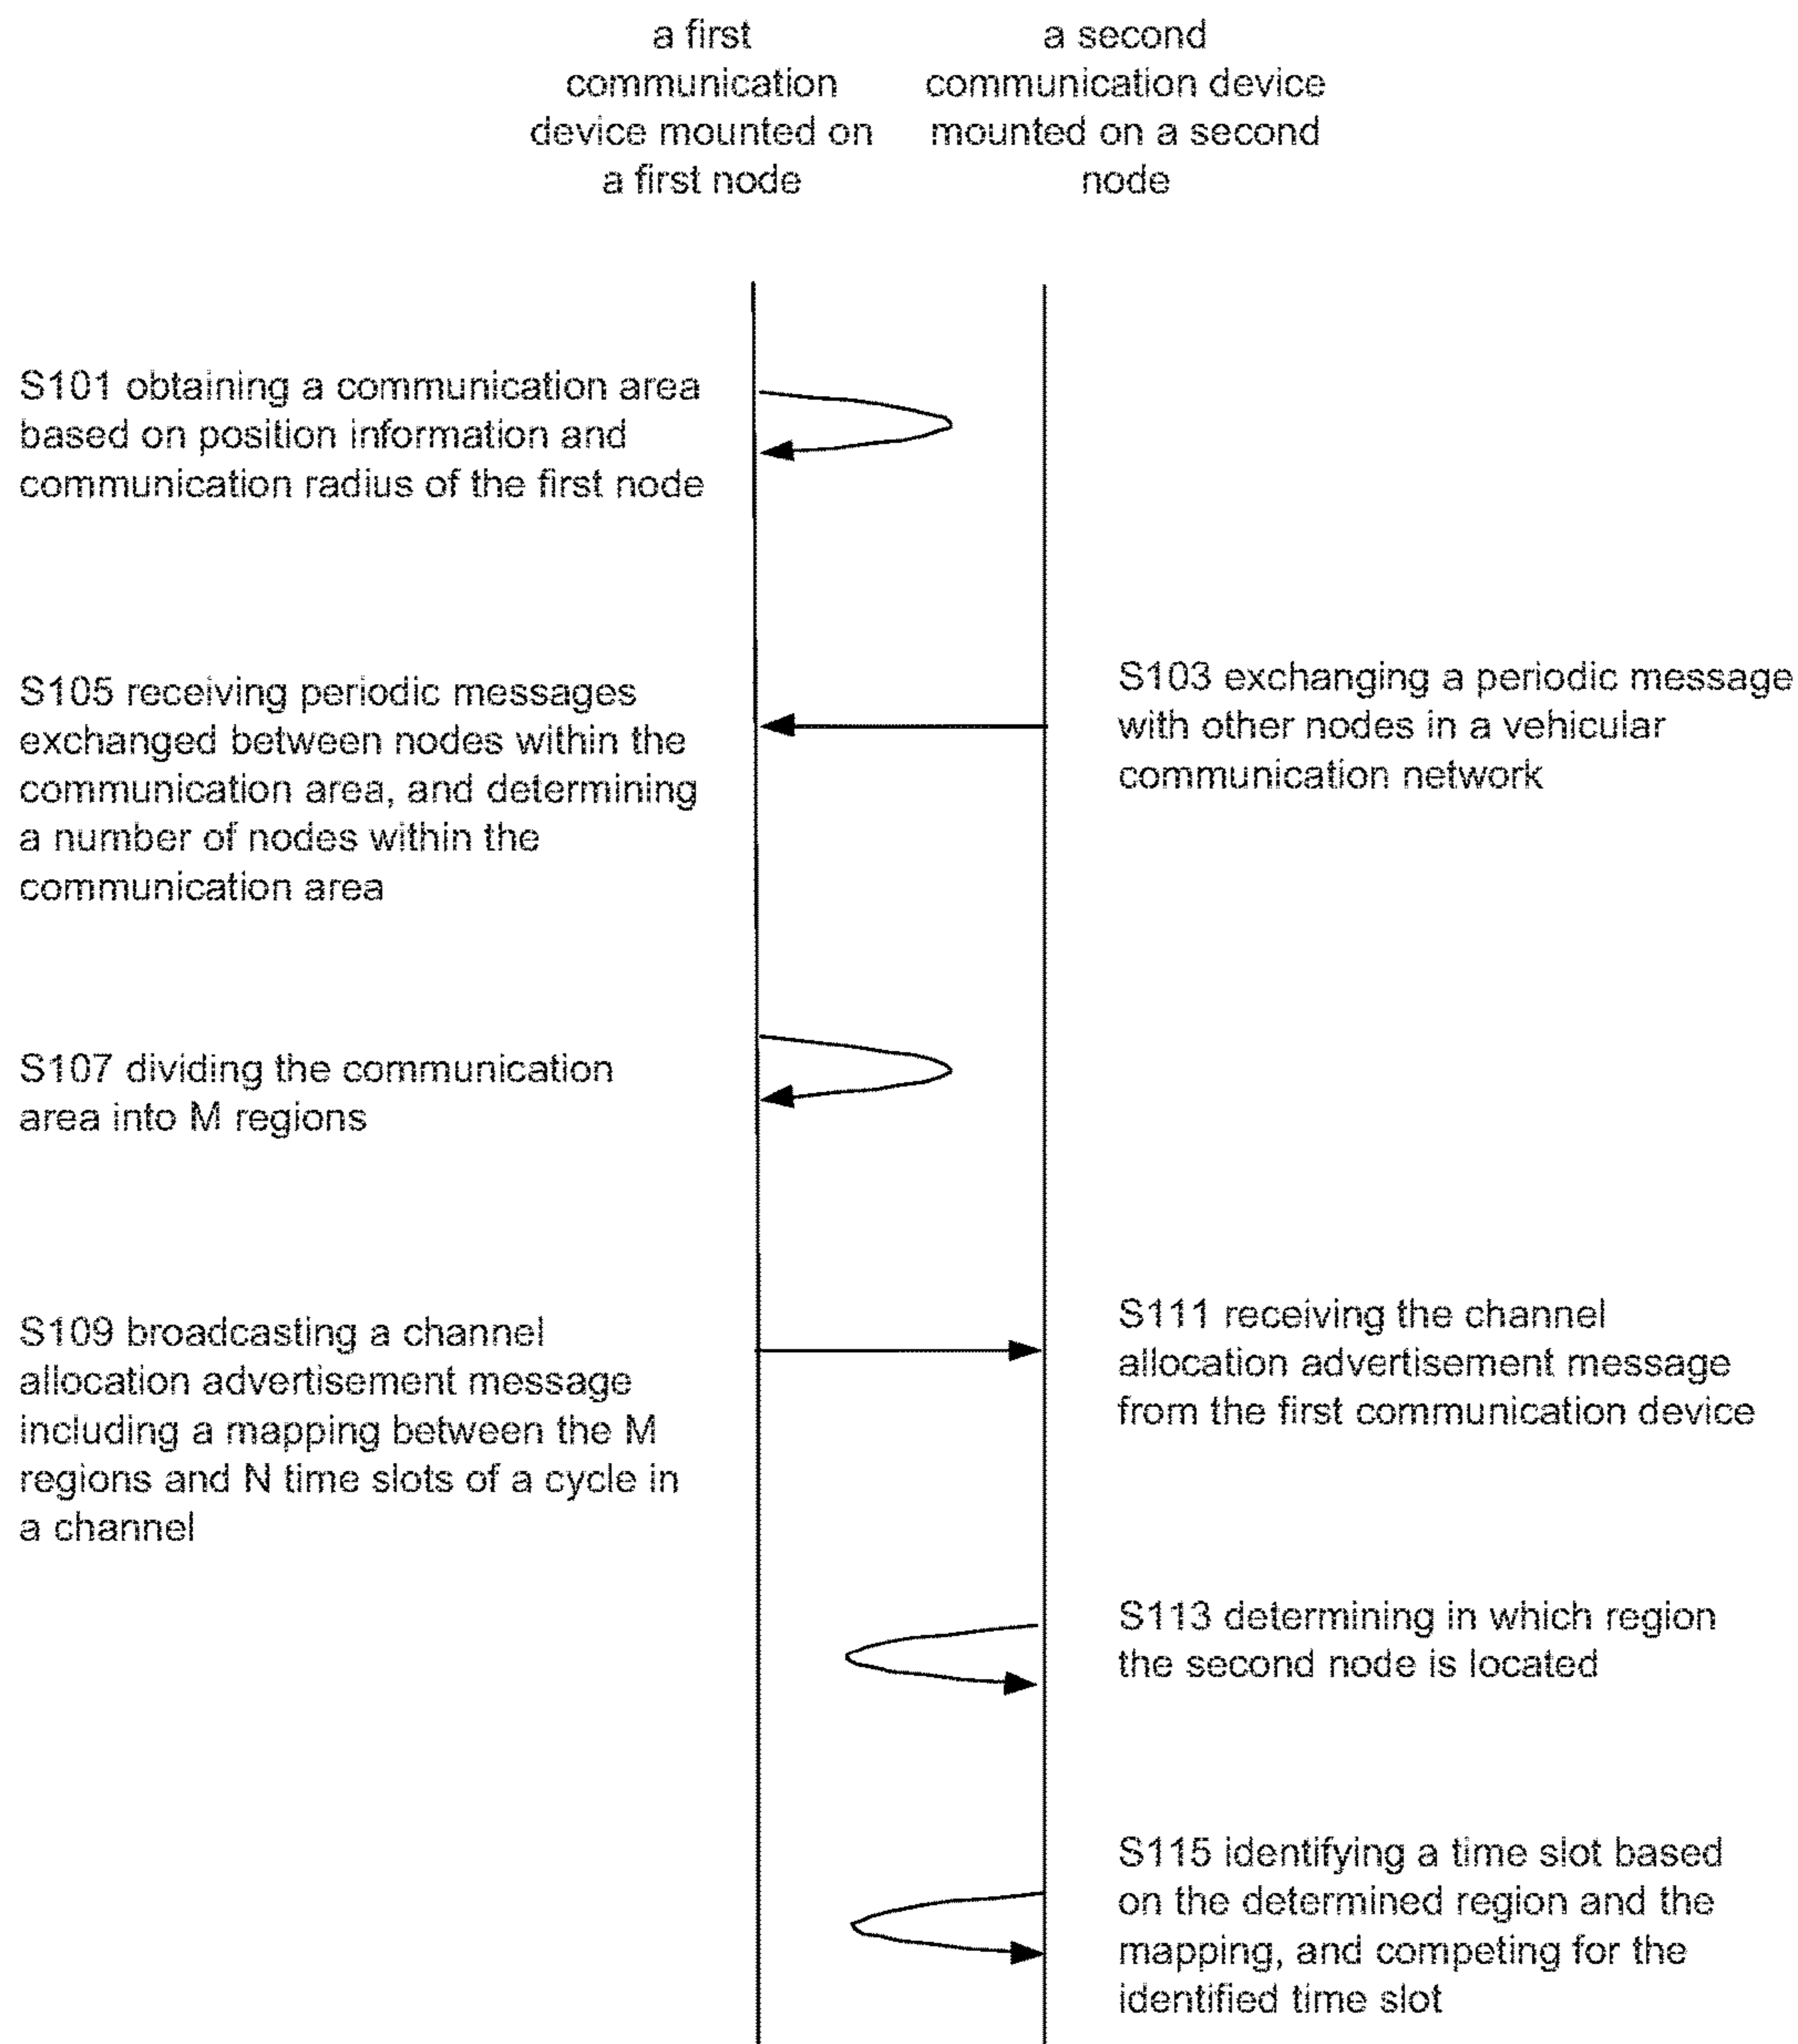 a first
communication
device mounted on
a first node
a second
communication device
mounted on a second
node
S101 obtaining a communication area
based on position information and
communication radius of the first node
S103 exchanging a periodic message
with other nodes in a vehicular
communication network
S105 receiving periodic messages
exchanged between nodes within the
communication area, and determining
a number of nodes within the
communication area
S107 dividing the communication
area into M regions
S109 broadcasting a channel
allocation advertisement message
including a mapping between the M
regions and N time slots of a cycle in
a channel
S111 receiving the channel
allocation advertisement message
from the first communication device
S113 determining in which region
the second node is located
S115 identifying a time slot based
on the determined region and the
mapping, and competing for the
identified time slot